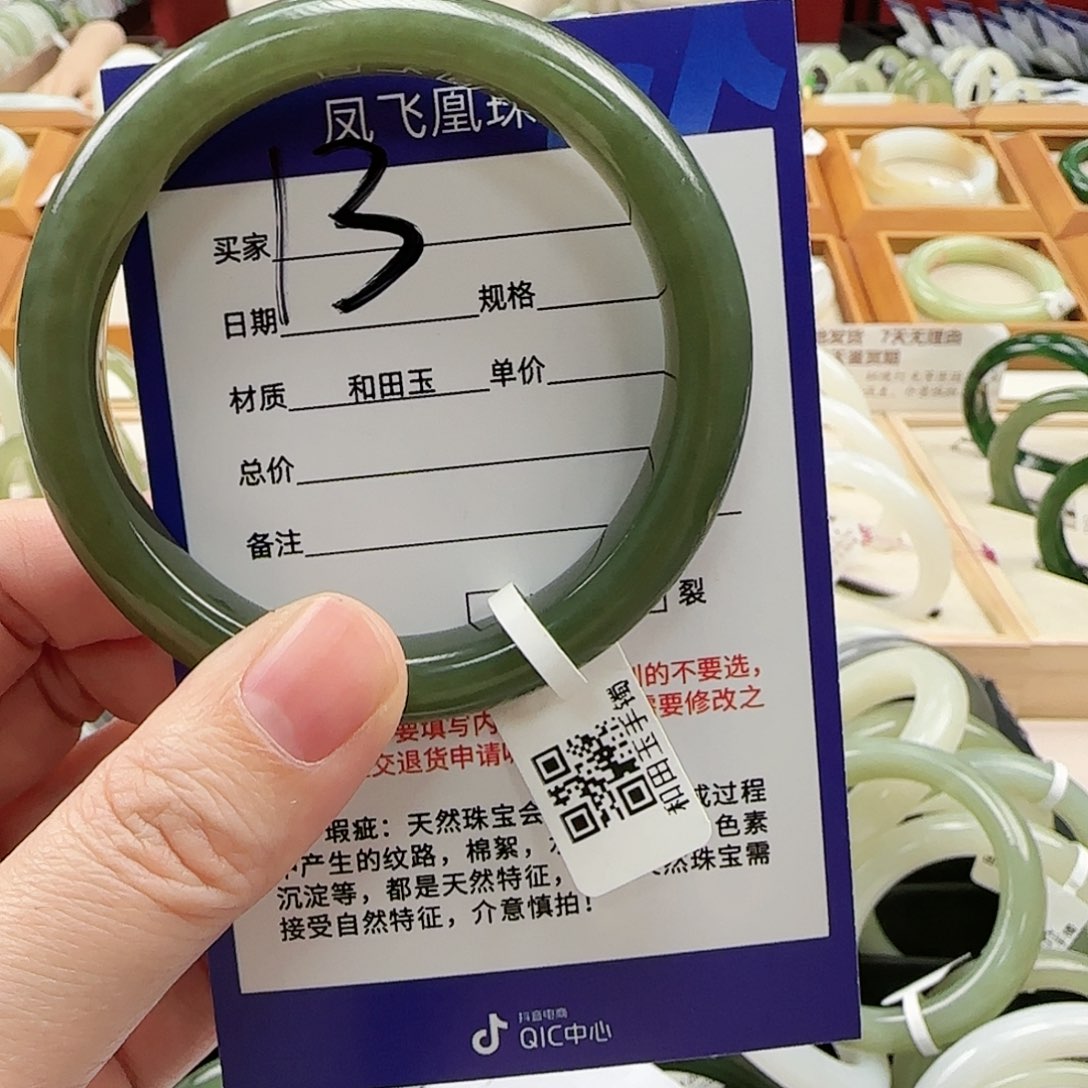 凤飞凰珠
13
买家
日期 规格
材质 和田玉 单价
总价
备注
裂
的不要选，
要修改之
要填写内
交退货申请
和田玉手镯
瑕疵：天然珠宝会 成过程
产生的纹路，棉絮， 色素
沉淀等，都是天然特征， 然珠宝需
接受自然特征，介意慎拍！
抖音电商
QIC中心
7天无理由